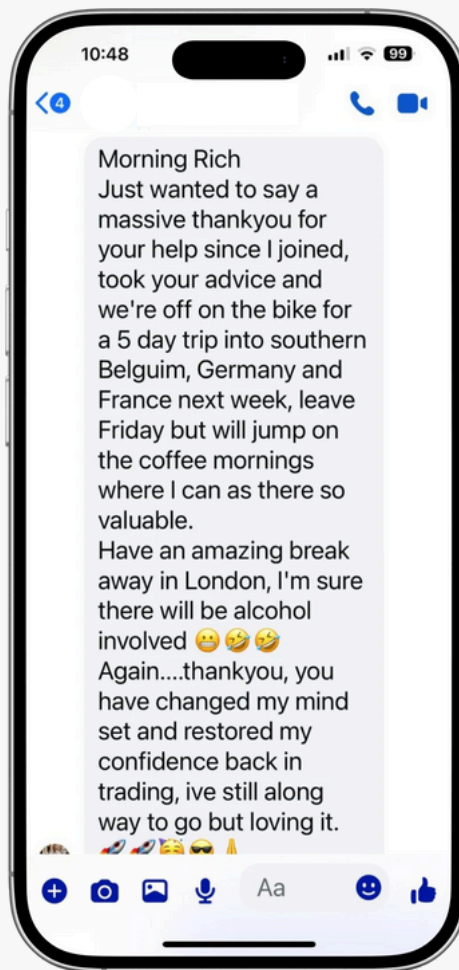 10:48
99
4
Morning Rich
Just wanted to say a
massive thankyou for
your help since I joined,
took your advice and
we're off on the bike for
a 5 day trip into southern
Belguim, Germany and
France next week, leave
Friday but will jump on
the coffee mornings
where I can as there so
valuable.
Have an amazing break
away in London, I'm sure
there will be alcohol
involved 😬🤣🤣
Again....thankyou, you
have changed my mind
set and restored my
confidence back in
trading, ive still along
way to go but loving it.
🚀🚀🥳😎🙏
Aa